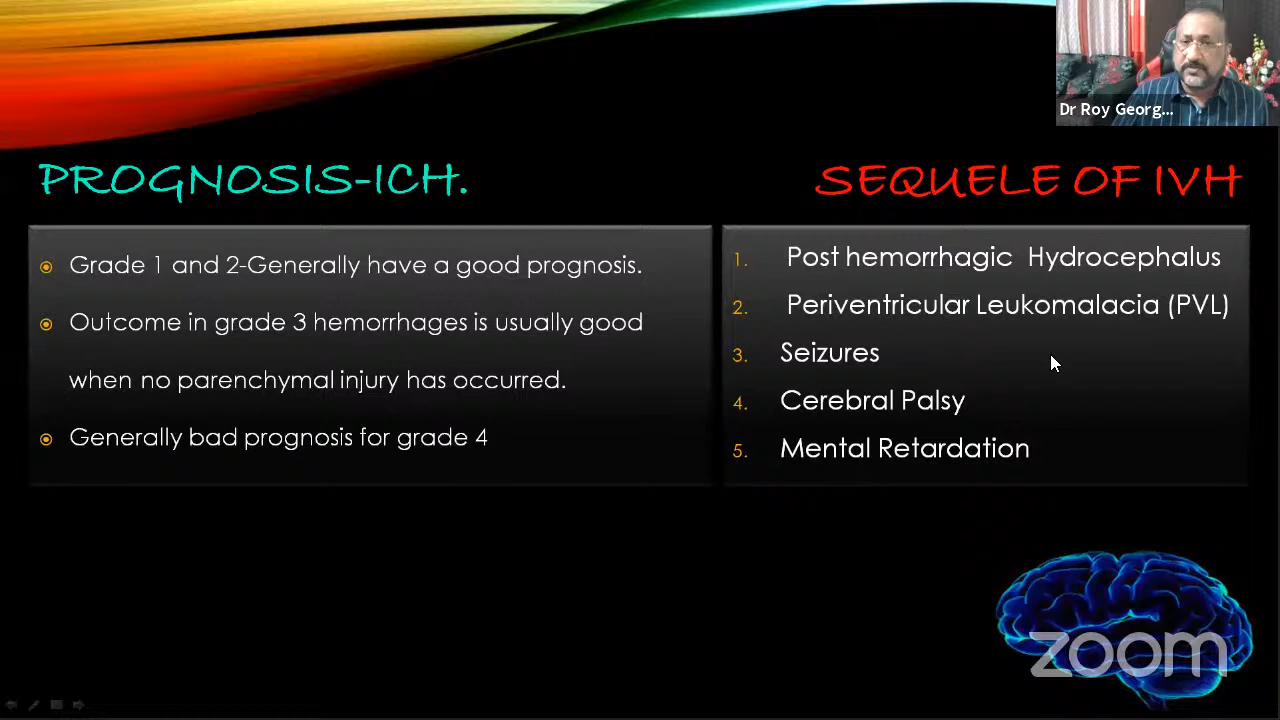 Dr Roy Georg...
PROGNOSIS-ICH.
Grade 1 and 2-Generally have a good prognosis.
Outcome in grade 3 hemorrhages is usually good
when no parenchymal injury has occurred.
Generally bad prognosis for grade 4
SEQUELE OF IVH
1. Post hemorrhagic Hydrocephalus
2. Periventricular Leukomalacia (PVL)
3. Seizures
4. Cerebral Palsy
5. Mental Retardation
zoom